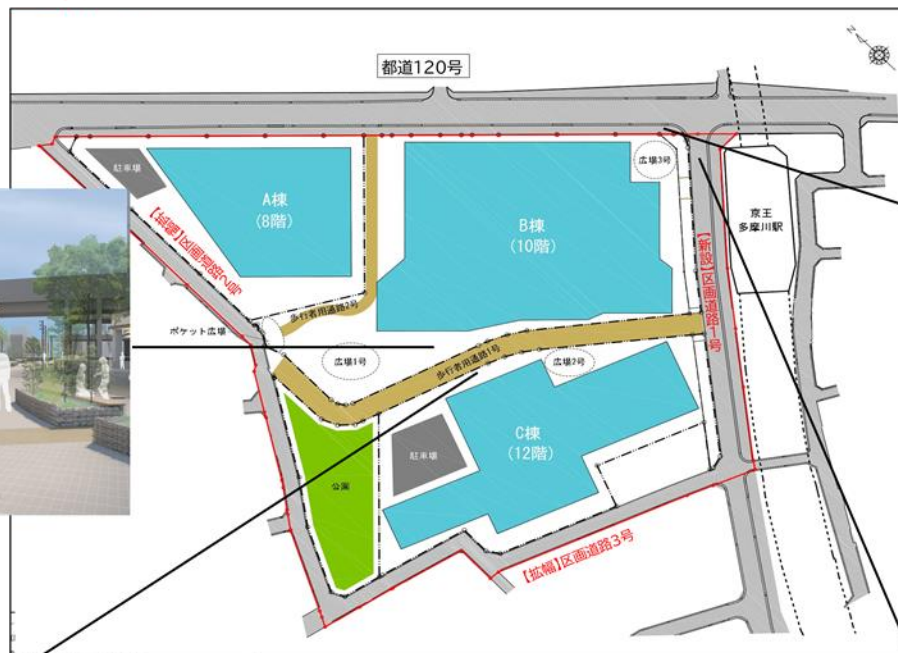 都道120号
N
駐車場
A棟
(8階)
B棟
(10階)
広場3号
京王
多摩川駅
【拡幅】区画道路2号
【新設】区画道路1号
歩行者用通路2号
ポケット広場
広場1号
歩行者用通路1号
広場2号
C棟
(12階)
駐車場
公園
【拡幅】区画道路3号